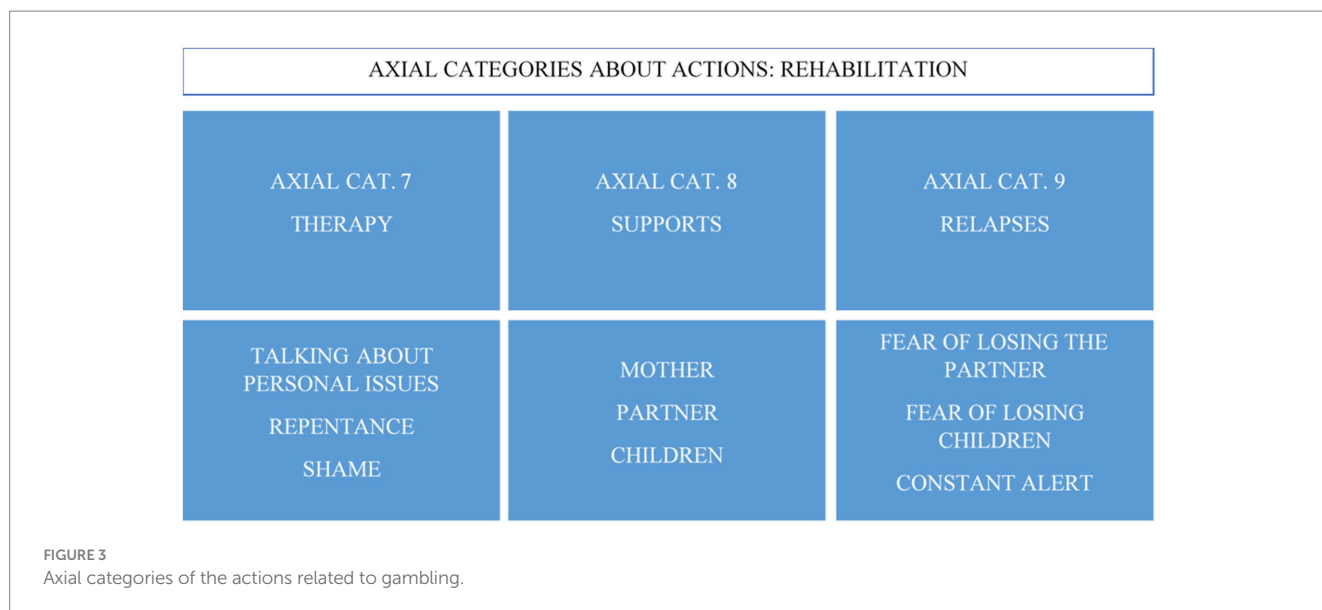 AXIAL CATEGORIES ABOUT ACTIONS: REHABILITATION
AXIAL CAT. 7
THERAPY
AXIAL CAT. 8
SUPPORTS
AXIAL CAT. 9
RELAPSES
TALKING ABOUT
PERSONAL ISSUES
REPENTANCE
SHAME
MOTHER
PARTNER
CHILDREN
FEAR OF LOSING THE
PARTNER
FEAR OF LOSING
CHILDREN
CONSTANT ALERT
FIGURE 3
Axial categories of the actions related to gambling.